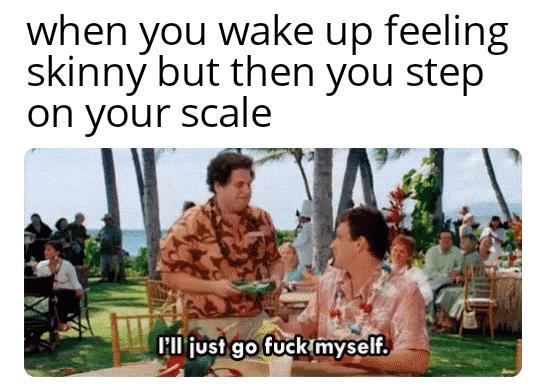 when you wake up feeling
skinny but then you step
on your scale
I'll just go fuck myself.